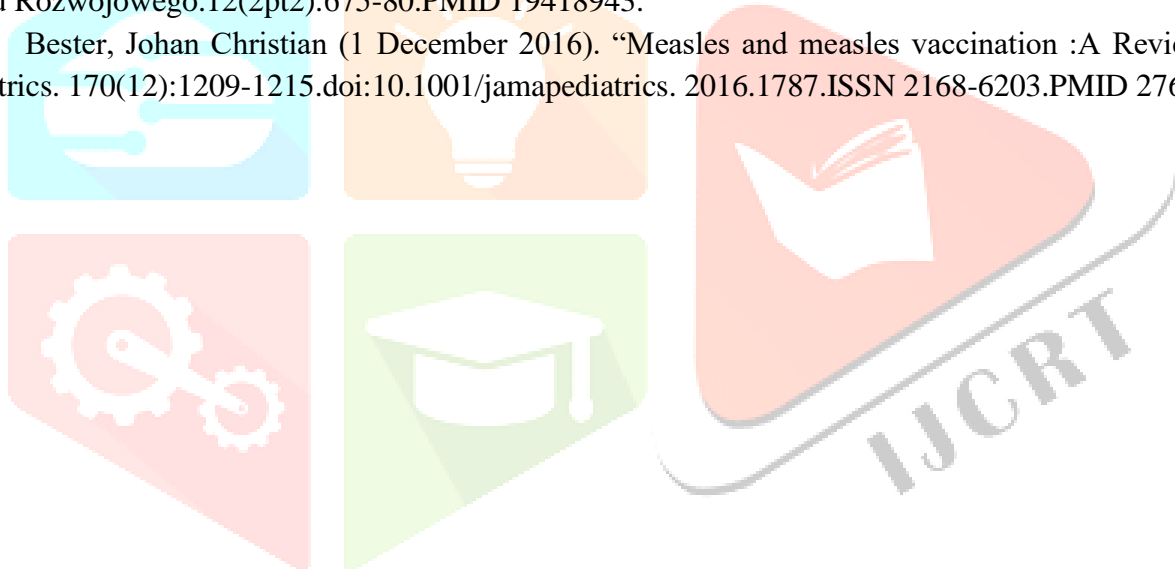 Rozwojowego.12(2pt2).675-80.PMID 19418943.
Bester, Johan Christian (1 December 2016). “Measles and measles vaccination :A Revi
trics. 170(12):1209-1215.doi:10.1001/jamapediatrics. 2016.1787.ISSN 2168-6203.PMID 276
IJCRT